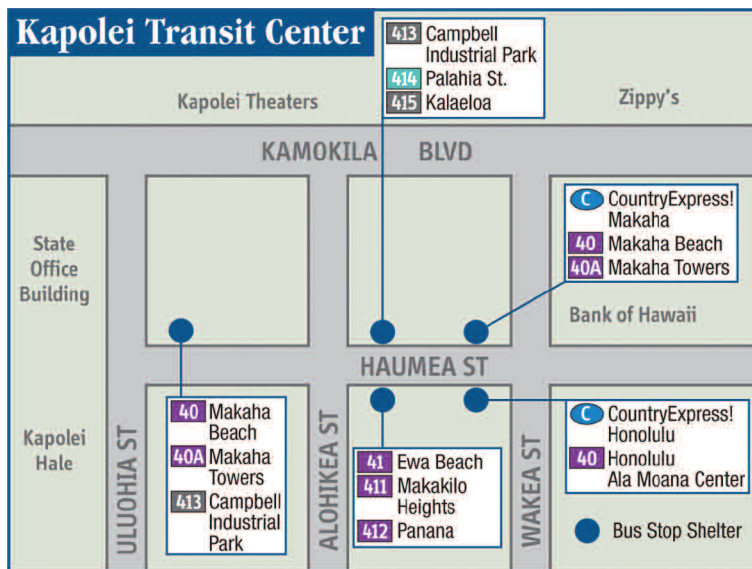 Kapolei Transit Center
413 Campbell
Industrial Park
414 Palahia St.
415 Kalaeloa
Kapolei Theaters
Zippy's
KAMOKILA BLVD
State
Office
Building
C CountryExpress!
Makaha
40 Makaha Beach
40A Makaha Towers
Bank of Hawaii
HAUMEA ST
Kapolei
Hale
ULUOHIA ST
40 Makaha
Beach
40A Makaha
Towers
413 Campbell
Industrial
Park
ALOHIKEA ST
41 Ewa Beach
411 Makakilo
Heights
412 Panana
WAKEA ST
C CountryExpress!
Honolulu
40 Honolulu
Ala Moana Center
Bus Stop Shelter